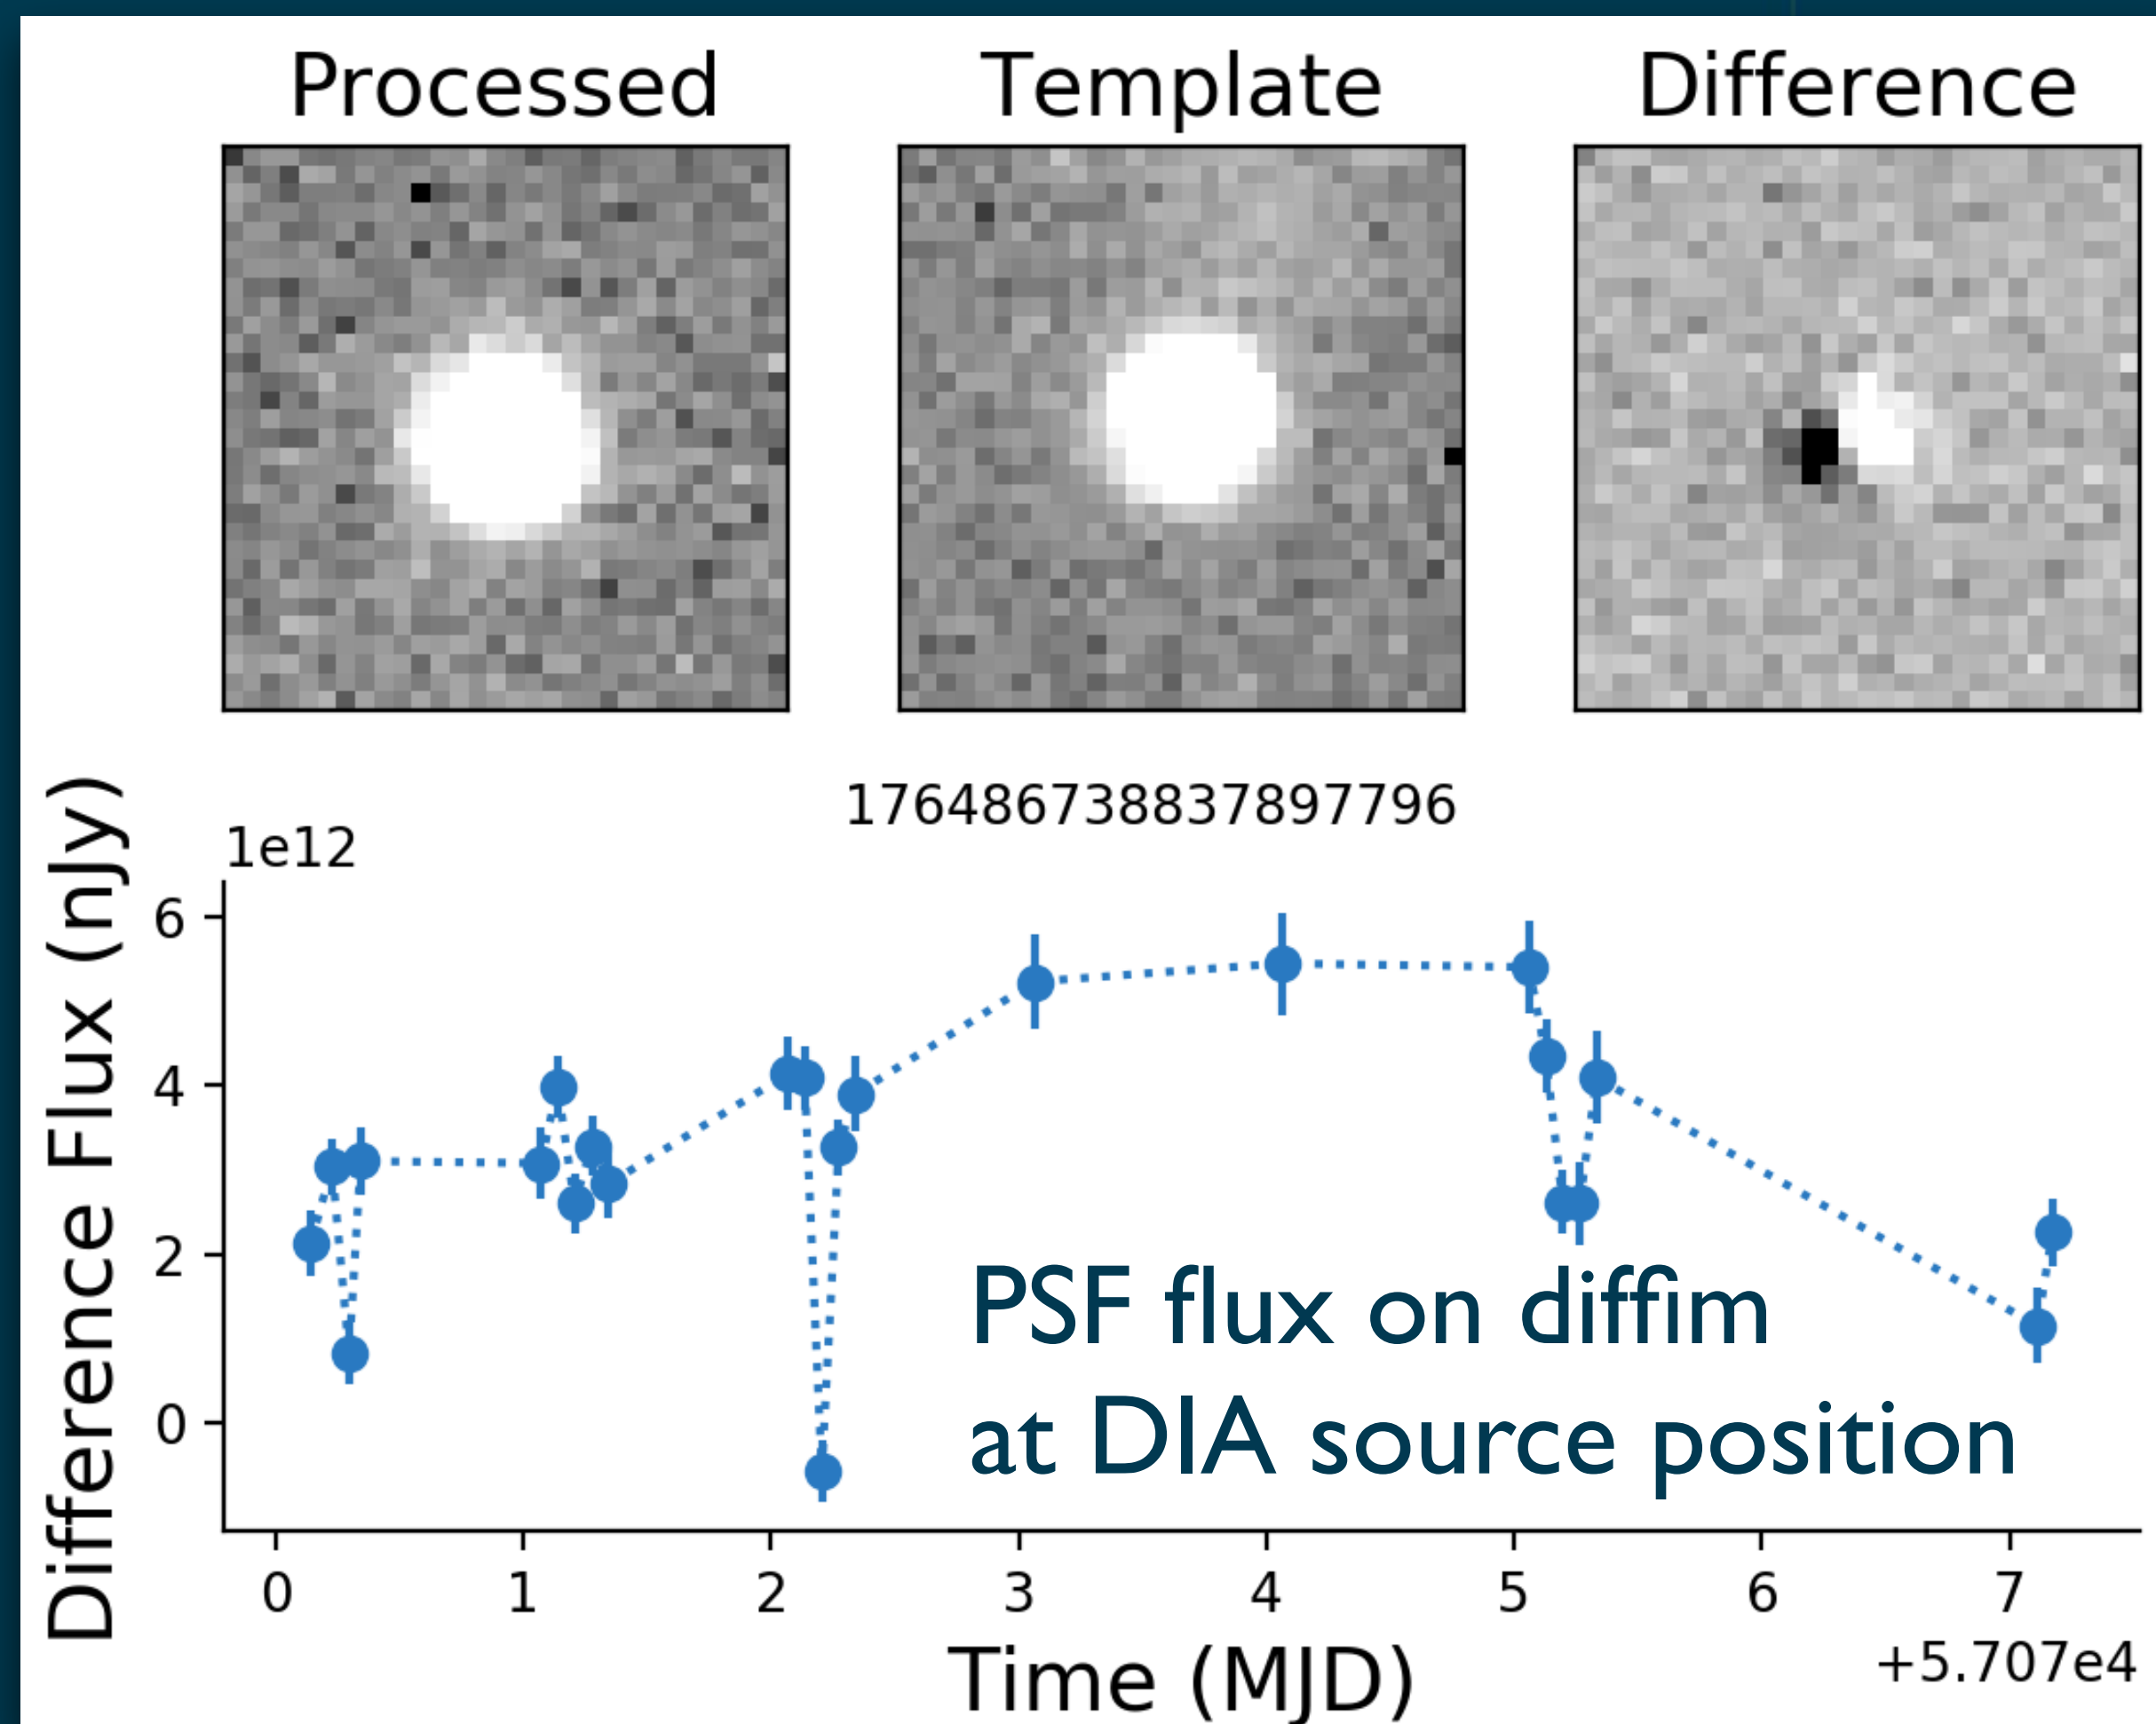 Processed
Template
Difference
176486738837897796
1e12
Difference Flux (nJy)
6
4
2
0
PSF flux on diffim
at DIA source position
0 1 2 3 4 5 6 7
Time (MJD)
+5.707e4